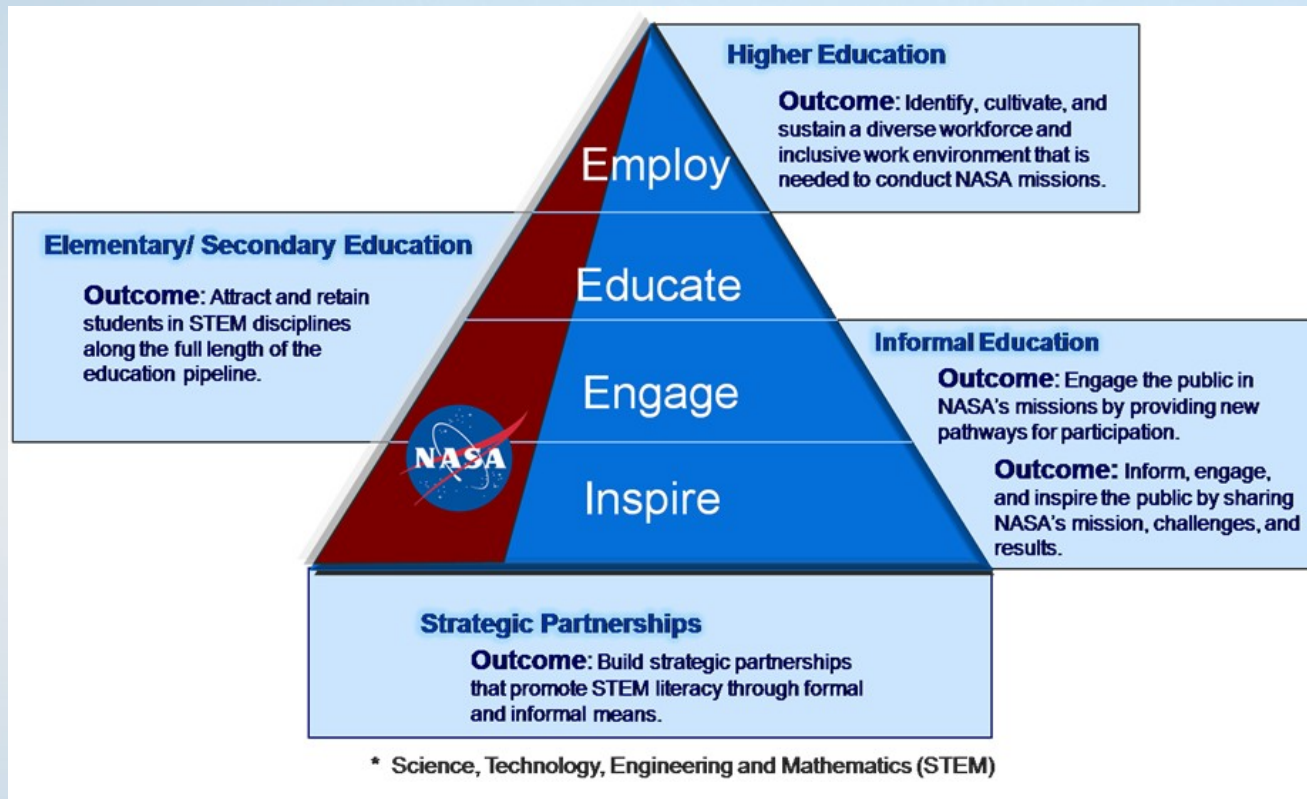 Higher Education
Outcome: Identify, cultivate, and
sustain a diverse workforce and
inclusive work environment that is
needed to conduct NASA missions.
Employ
Elementary/ Secondary Education
Outcome: Attract and retain
students in STEM disciplines
along the full length of the
education pipeline.
Educate
Informal Education
Outcome: Engage the public in
NASA's missions by providing new
pathways for participation.
Outcome: Inform, engage,
and inspire the public by sharing
NASA's mission, challenges, and
results.
Engage
NASA
Inspire
Strategic Partnerships
Outcome: Build strategic partnerships
that promote STEM literacy through formal
and informal means.
* Science, Technology, Engineering and Mathematics (STEM)